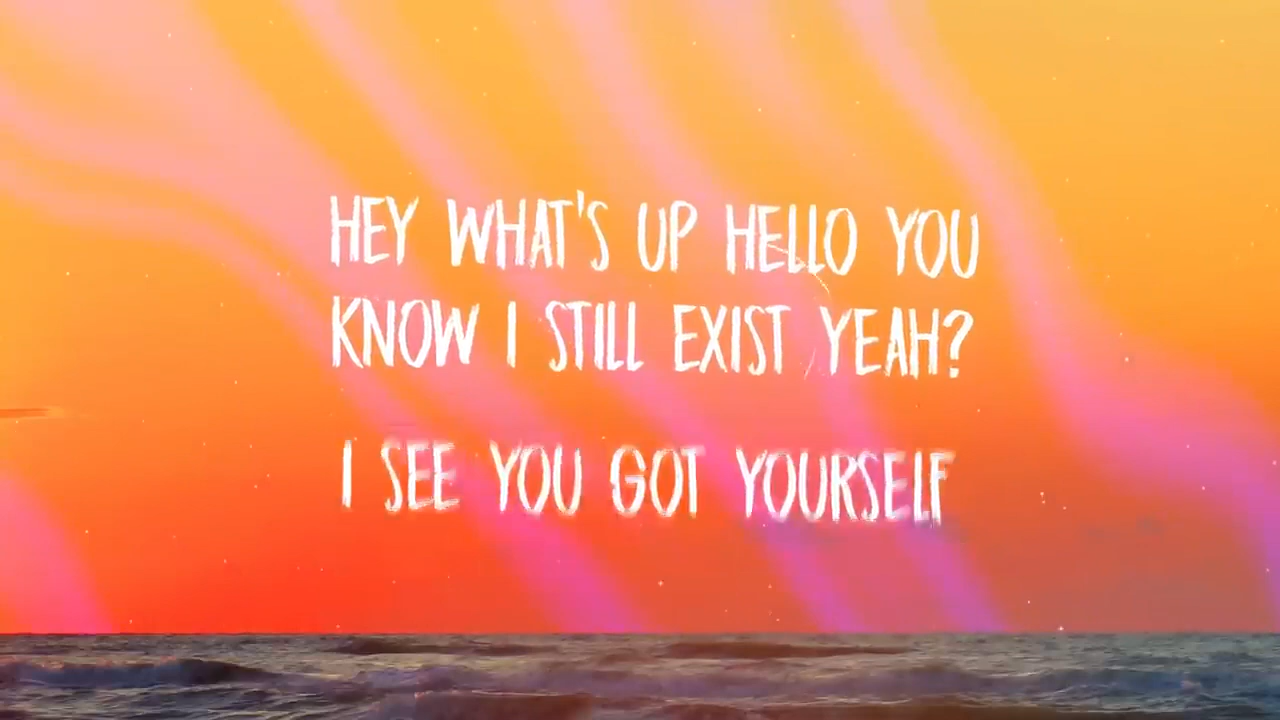 HEY WHAT'S UP HELLO YOU
KNOW I STILL EXIST YEAH?
I SEE YOU GOT YOURSELF